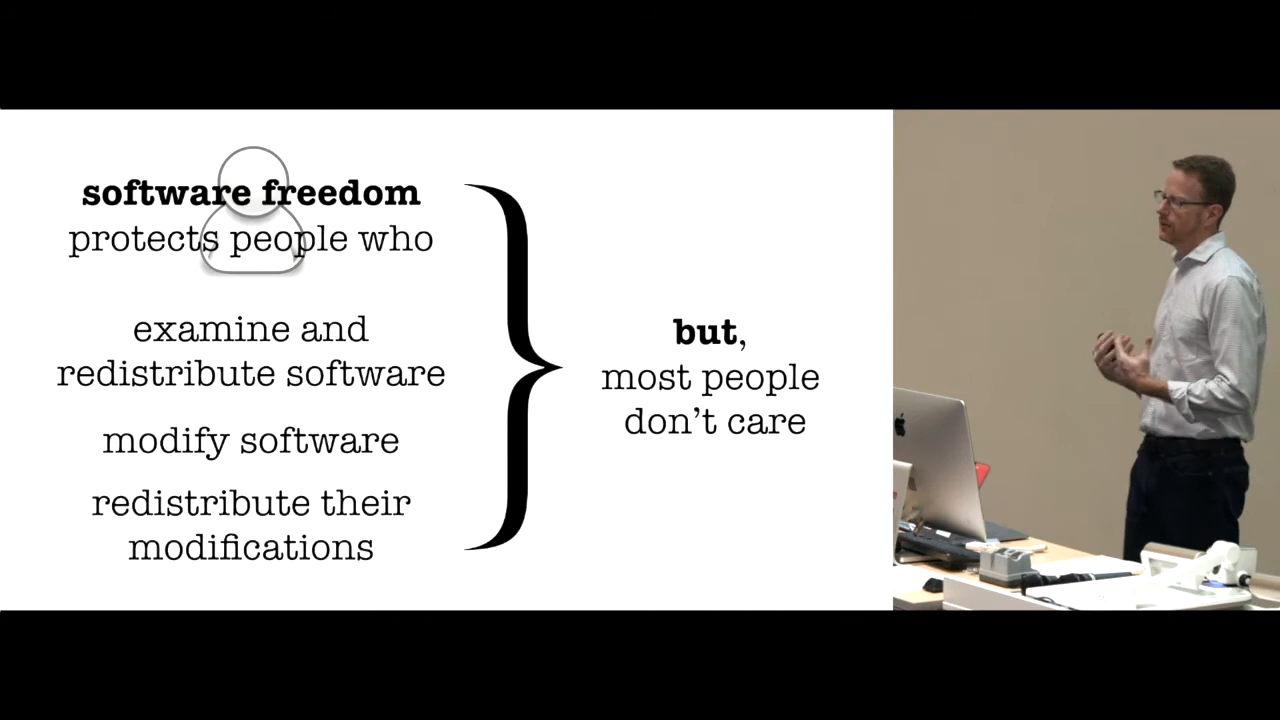 software freedom
protects people who
examine and
redistribute software
modify software
redistribute their
modifications
but,
most people
don't care